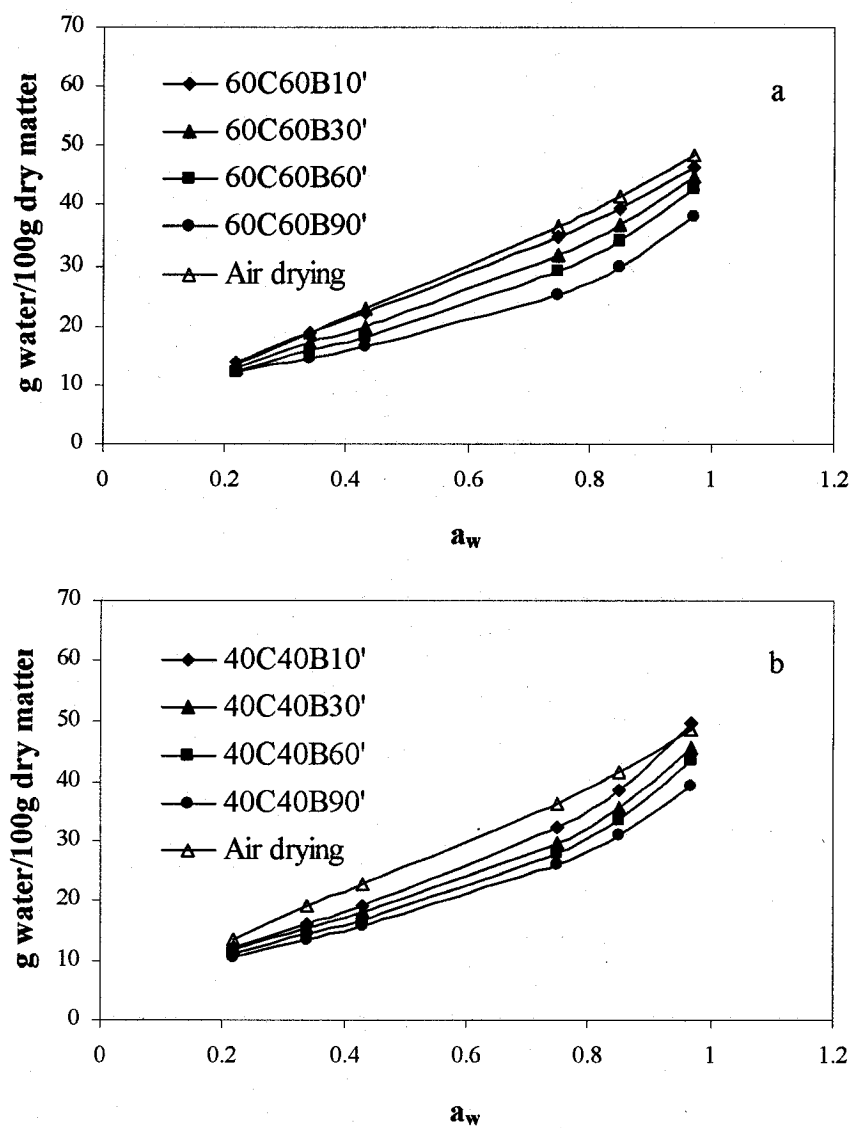 70
60
50
40
30
20
10
0
g water/100g dry matter
60C60B10'
60C60B30'
60C60B60'
60C60B90'
Air drying
a
0 0.2 0.4 0.6 0.8 1 1.2
aw
70
60
50
40
30
20
10
0
g water/100g dry matter
40C40B10'
40C40B30'
40C40B60'
40C40B90'
Air drying
b
0 0.2 0.4 0.6 0.8 1 1.2
aw